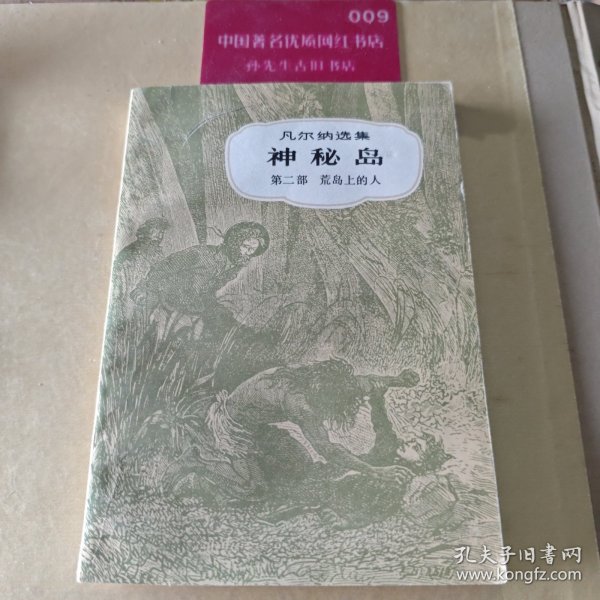 009
中国著名优质网红书店
孙先生古旧书店
凡尔纳选集
神秘岛
第二部 荒岛上的人
孔夫子旧书网
www.kongfz.com